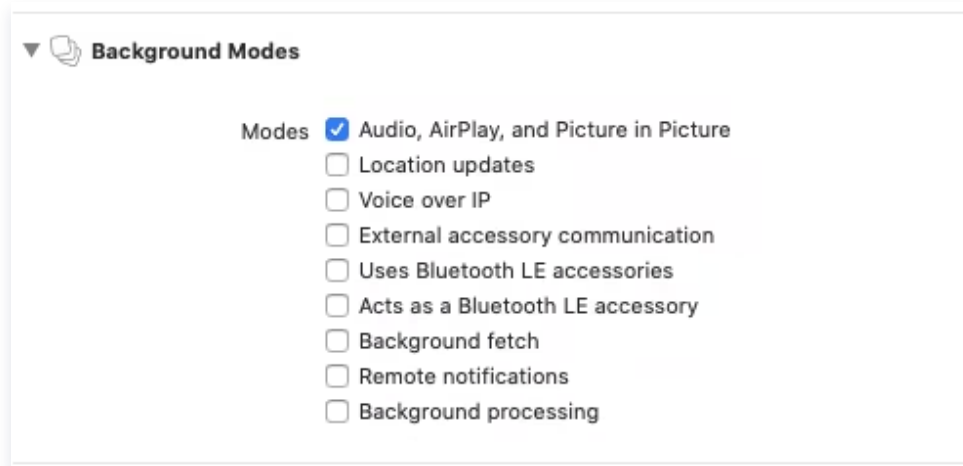 Background Modes
Modes Audio, AirPlay, and Picture in Picture
Location updates
Voice over IP
External accessory communication
Uses Bluetooth LE accessories
Acts as a Bluetooth LE accessory
Background fetch
Remote notifications
Background processing